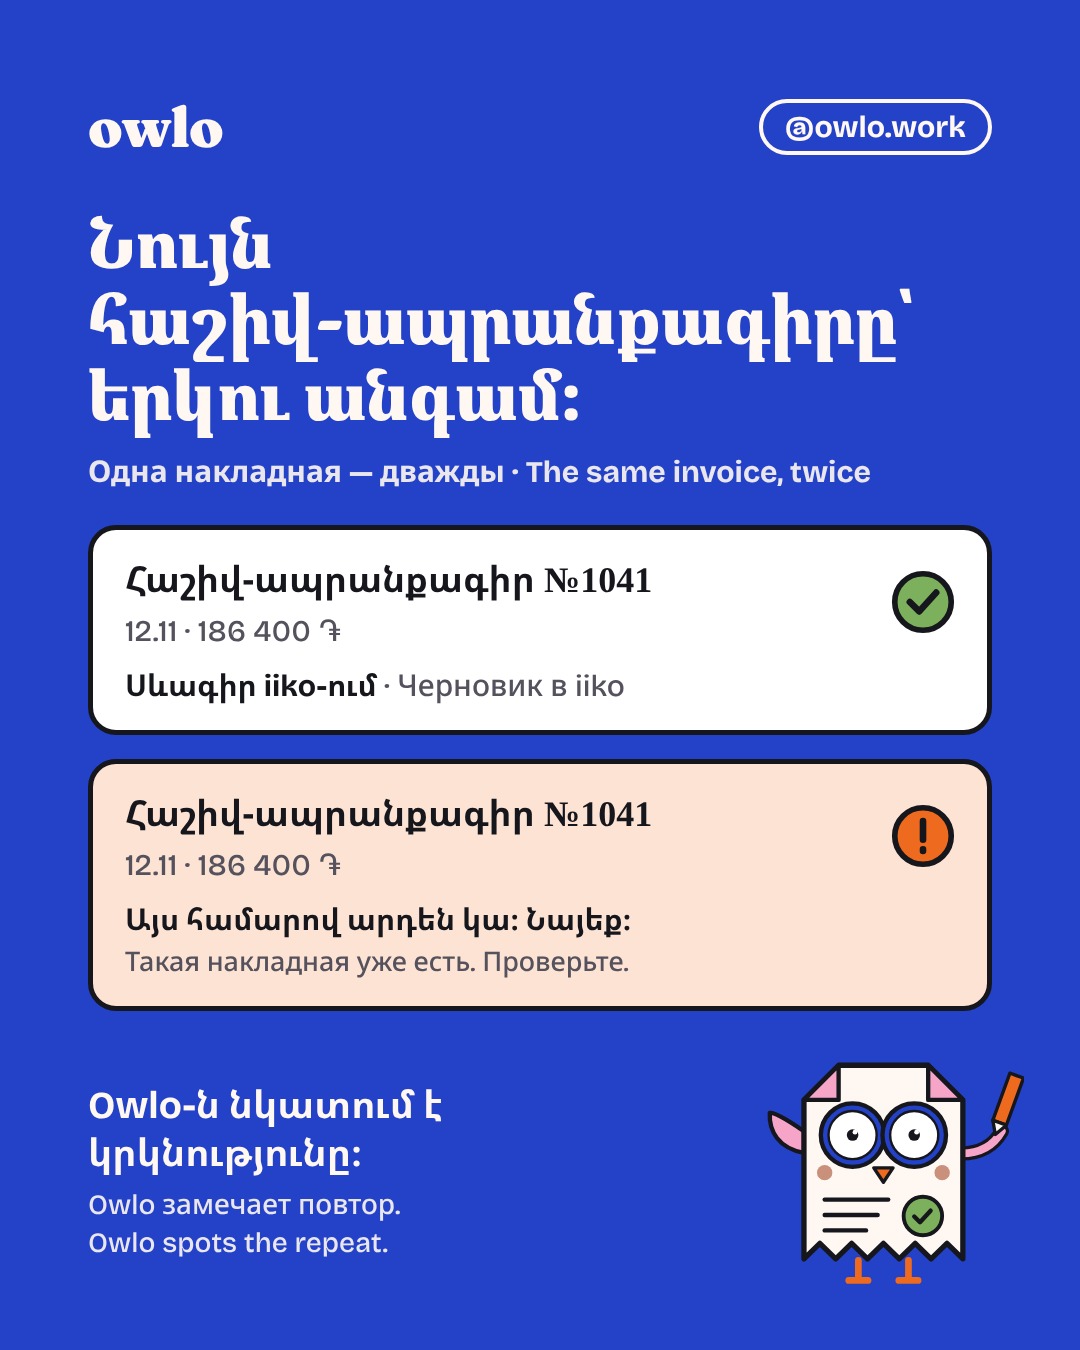 owlo
@owlo.work
Նույն
հաշիվ-ապրանքագիրը՝
երկու անգամ:
Одна накладная — дважды · The same invoice, twice
Հաշիվ-ապրանքագիր №1041
12.11 · 186 400 ֏
Սևագիր iiko-ում · Черновик в iiko
Հաշիվ-ապրանքագիր №1041
12.11 · 186 400 ֏
Այս համարով արդեն կա: Նայեք:
Такая накладная уже есть. Проверьте.
Owlo-ն նկատում է
կրկնությունը:
Owlo замечает повтор.
Owlo spots the repeat.